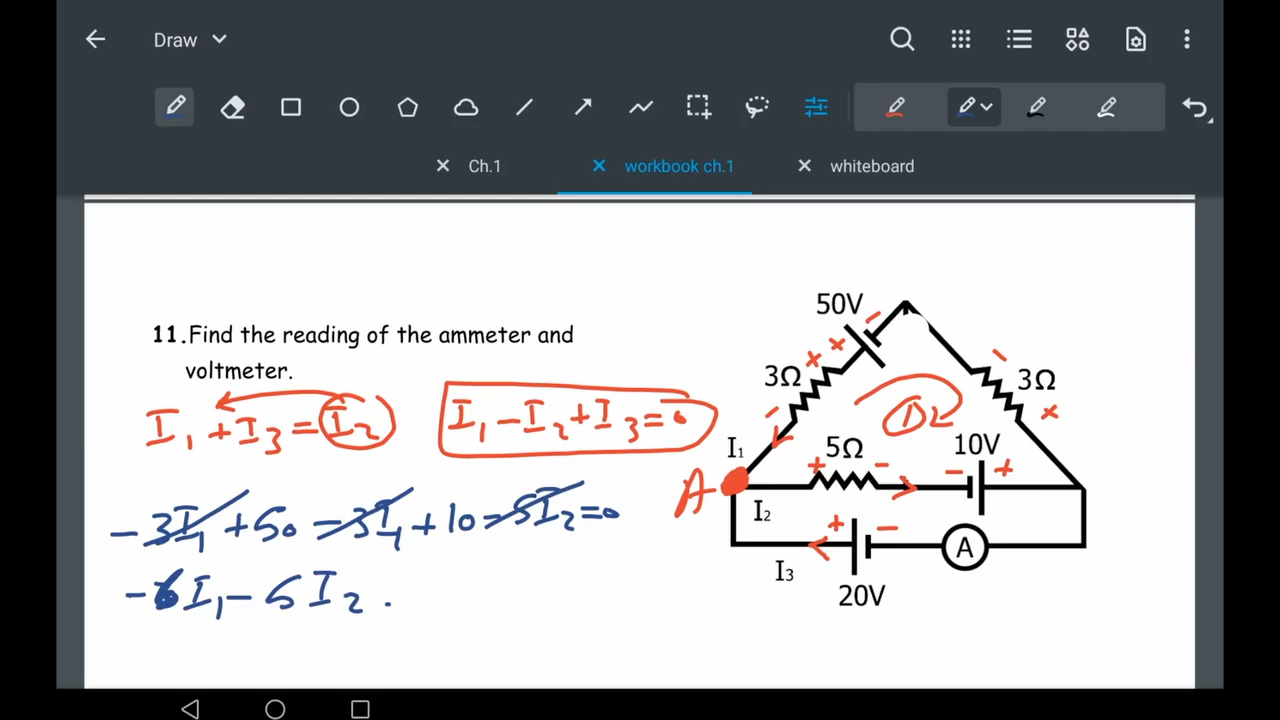 Draw
Ch.1
workbook ch.1
whiteboard
11. Find the reading of the ammeter and
voltmeter.
I₁ + I₃ = I₂
I₁ - I₂ + I₃ = 0
-3I₁ + 50 - 3I₁ + 10 - 5I₂ = 0
-6I₁ - 5I₂ .
50V
3Ω
3Ω
I₁
5Ω
10V
A
I₂
I₃
A
20V
+ -
+ -
- +
+ -
- +
+ -